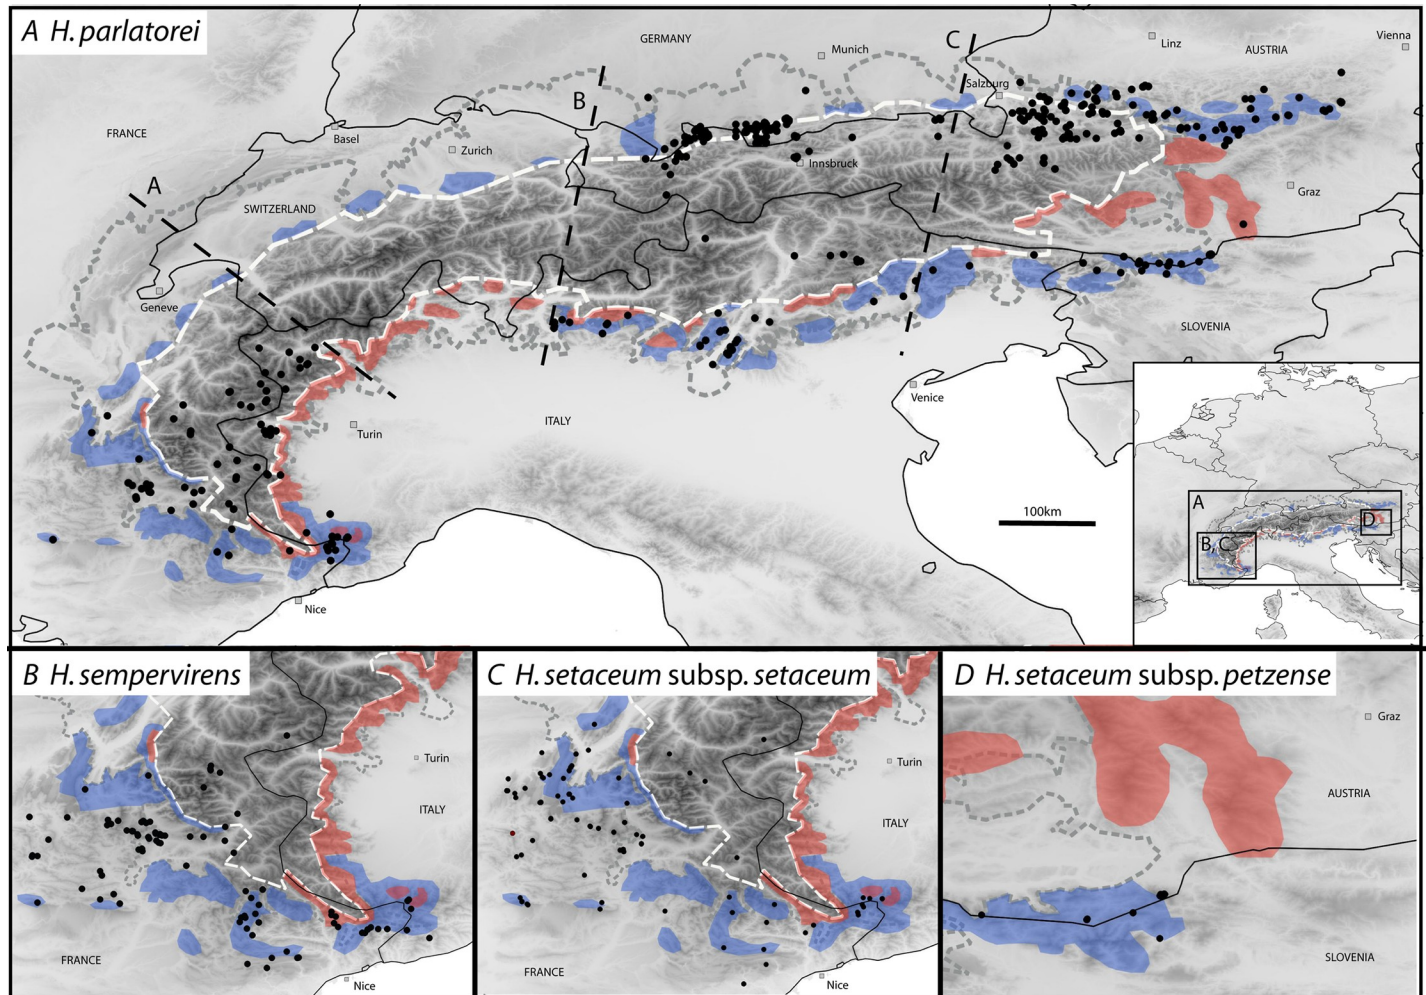 A H. parlatorei
GERMANY
Munich
C
Linz
AUSTRIA
Vienna
Salzburg
B
FRANCE
Basel
Zurich
Innsbruck
A
SWITZERLAND
Graz
Geneve
SLOVENIA
Venice
ITALY
Turin
100km
Nice
A
B
C
D
B H. sempervirens
Turin
ITALY
FRANCE
Nice
C H. setaceum subsp. setaceum
Turin
ITALY
FRANCE
Nice
D H. setaceum subsp. petzense
Graz
AUSTRIA
SLOVENIA